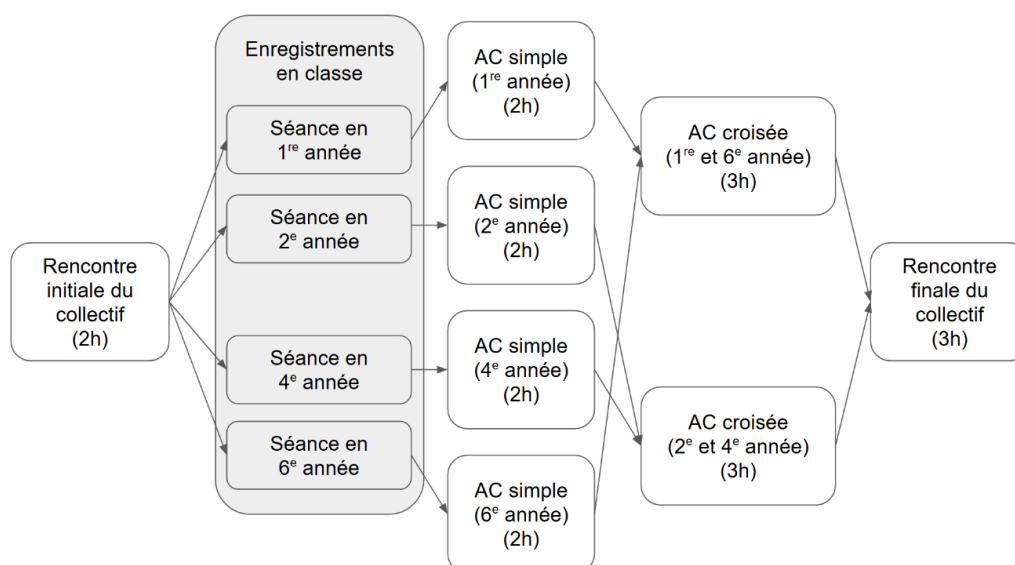 Rencontre
initiale du
collectif
(2h)
Enregistrements
en classe
Séance en
1re année
Séance en
2e année
Séance en
4e année
Séance en
6e année
AC simple
(1re année)
(2h)
AC simple
(2e année)
(2h)
AC simple
(4e année)
(2h)
AC simple
(6e année)
(2h)
AC croisée
(1re et 6e année)
(3h)
AC croisée
(2e et 4e année)
(3h)
Rencontre
finale du
collectif
(3h)